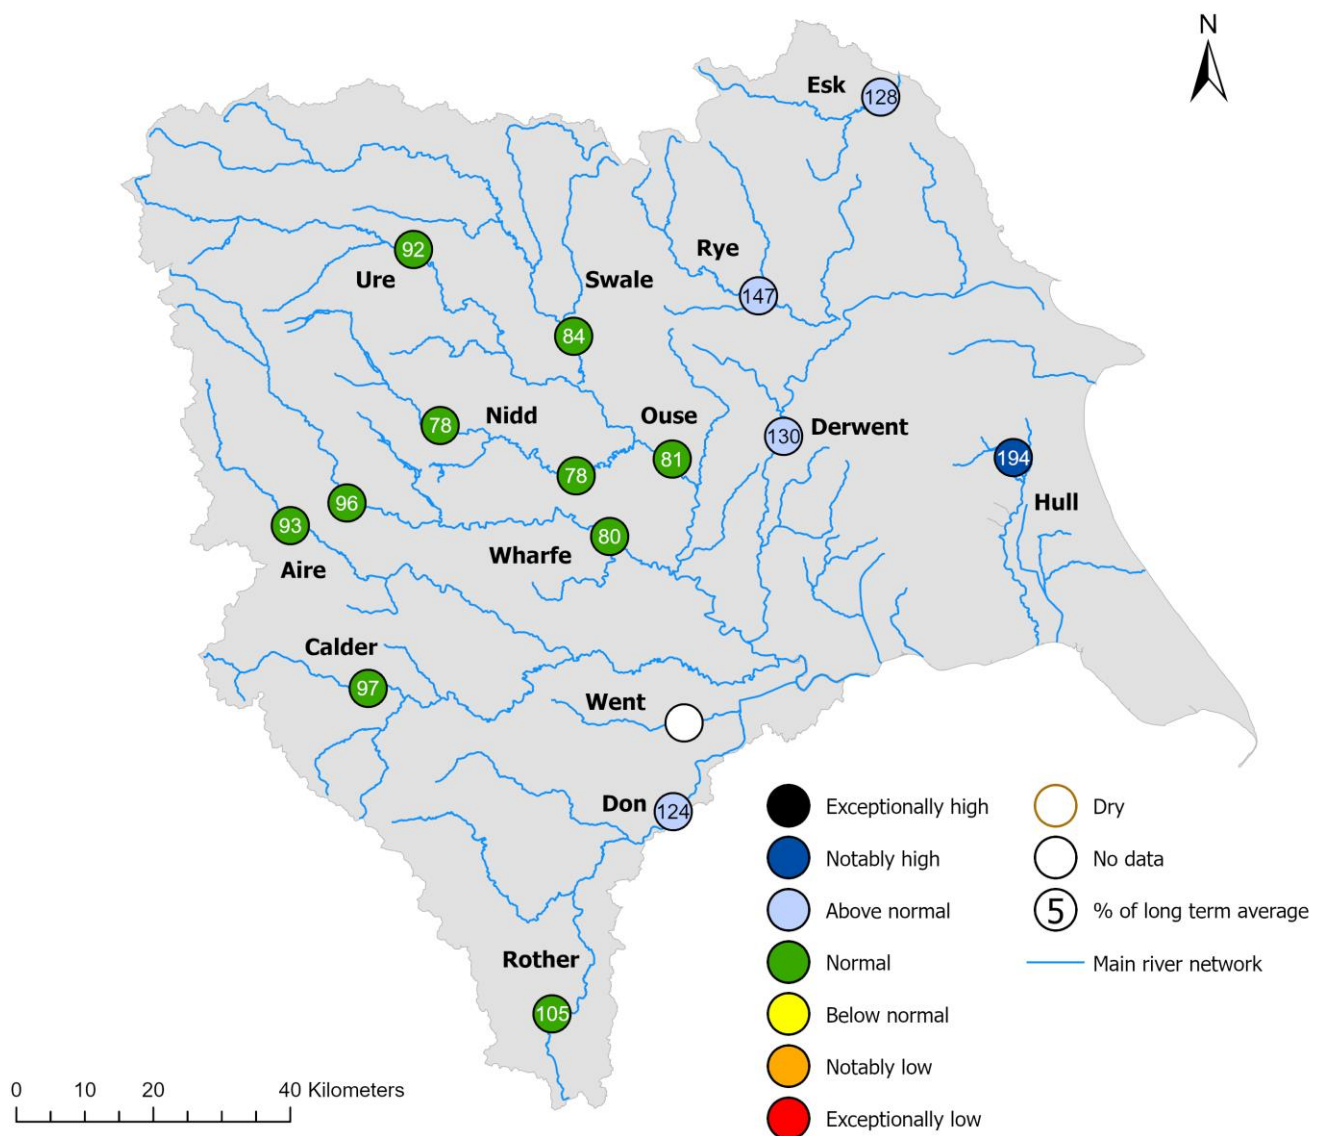 N
Esk
128
Rye
92
Ure
Swale
147
84
Nidd
Ouse
78
Derwent
130
81
194
78
96
Hull
93
80
Wharfe
Aire
Calder
97
Went
Don
124
Exceptionally high
Dry
Notably high
No data
Above normal
5 % of long term average
Normal
Main river network
Rother
105
Below normal
Notably low
0 10 20 40 Kilometers
Exceptionally low